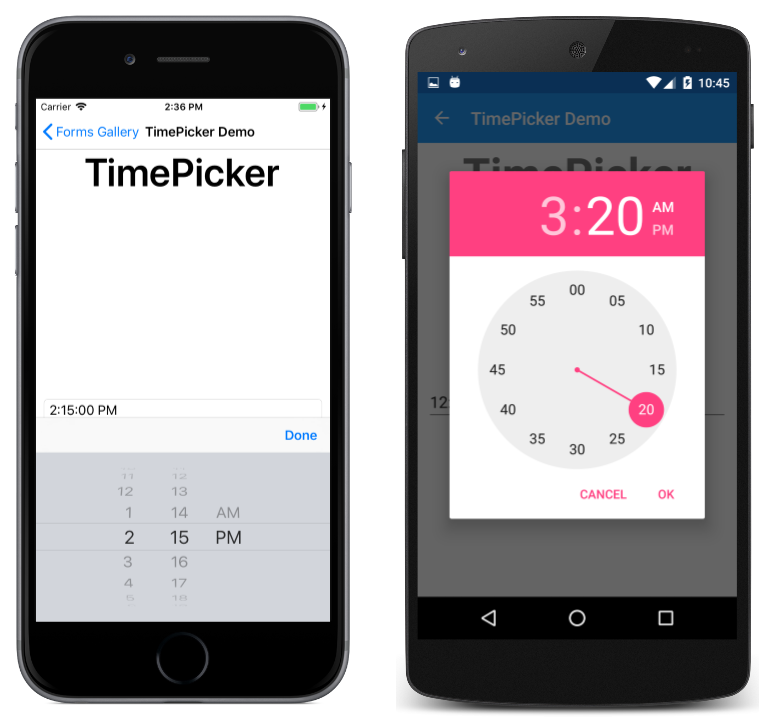 Carrier 2:36 PM
Forms Gallery TimePicker Demo
TimePicker
2:15:00 PM
Done
11 12
12 13
1 14 AM
2 15 PM
3 16
4 17
5 18
10:45
TimePicker Demo
TimePicker
3:20 AM
PM
00
55 05
50 10
45 15
12
40 20
35 25
30
CANCEL OK